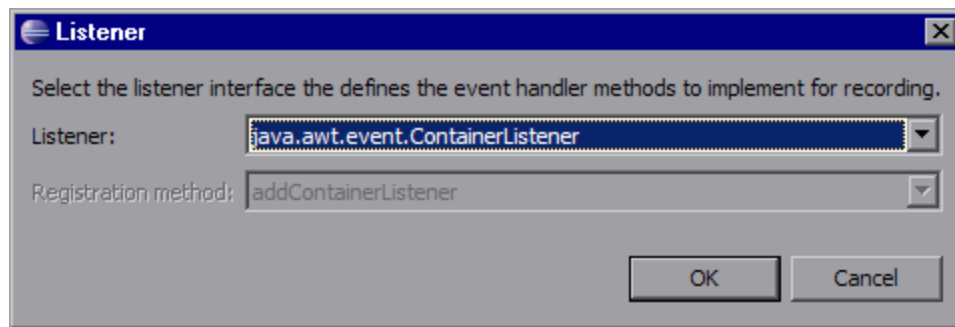 Listener
Select the listener interface the defines the event handler methods to implement for recording.
Listener: java.awt.event.ContainerListener
Registration method: addContainerListener
OK Cancel